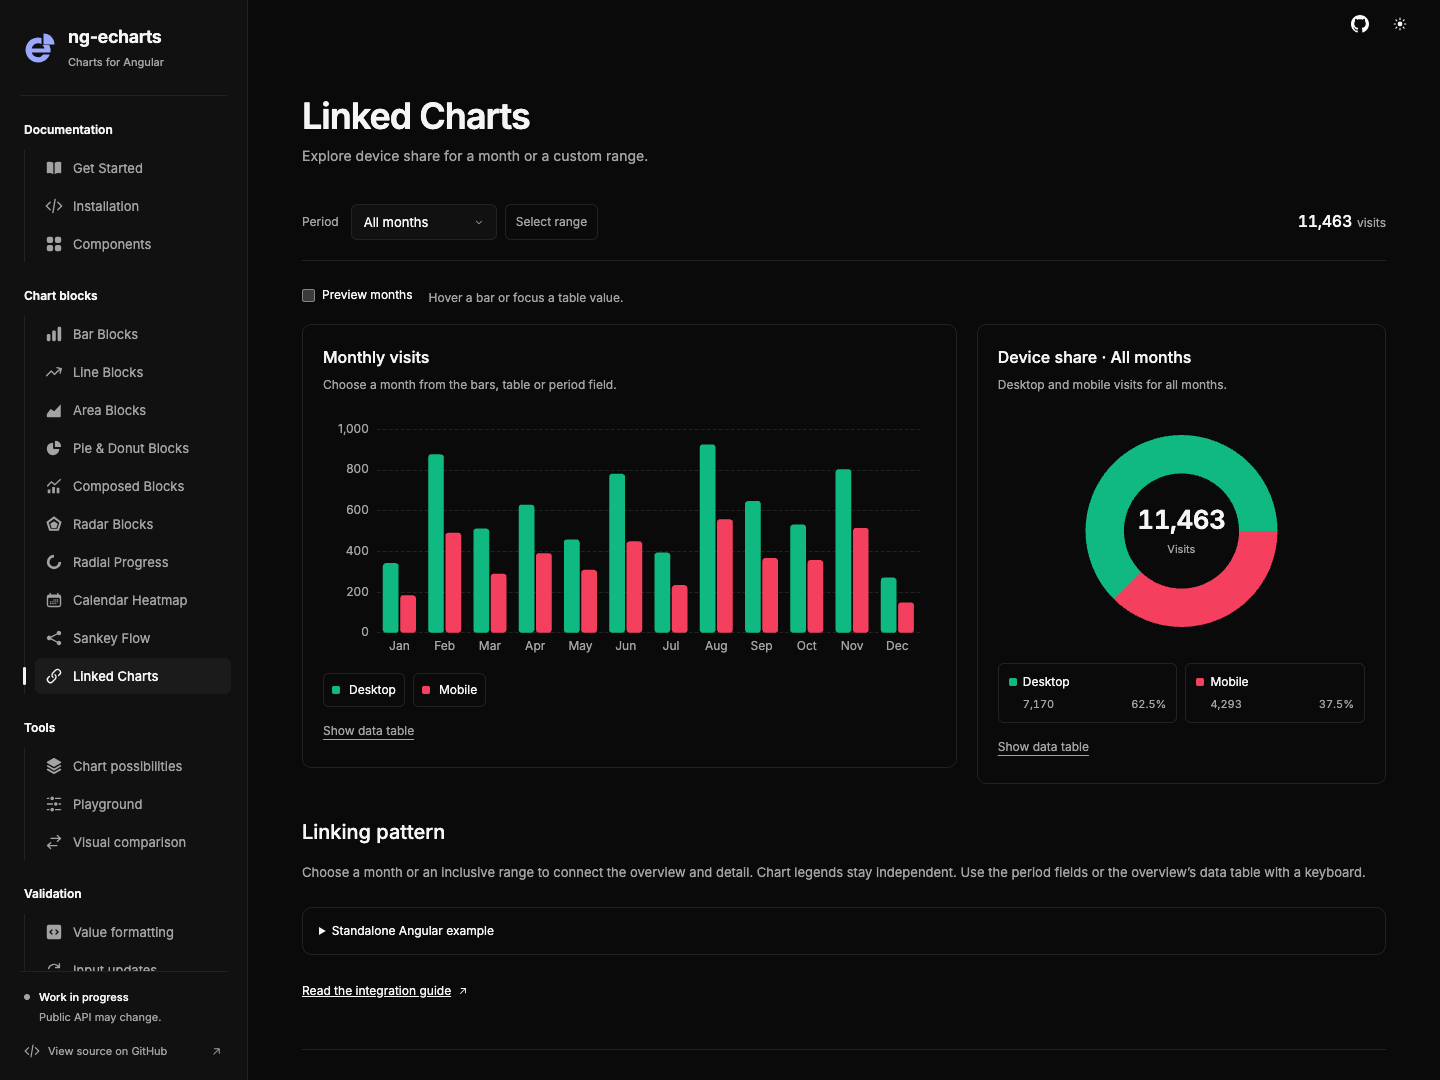 ng-echarts
Charts for Angular
Documentation
Get Started
Installation
Components
Chart blocks
Bar Blocks
Line Blocks
Area Blocks
Pie & Donut Blocks
Composed Blocks
Radar Blocks
Radial Progress
Calendar Heatmap
Sankey Flow
Linked Charts
Tools
Chart possibilities
Playground
Visual comparison
Validation
Value formatting
Input updates
Work in progress
Public API may change.
View source on GitHub
Linked Charts
Explore device share for a month or a custom range.
Period All months Select range 11,463 visits
Preview months Hover a bar or focus a table value.
Monthly visits
Choose a month from the bars, table or period field.
1,000
800
600
400
200
0
Jan Feb Mar Apr May Jun Jul Aug Sep Oct Nov Dec
Desktop Mobile
Show data table
Device share · All months
Desktop and mobile visits for all months.
11,463
Visits
Desktop
7,170 62.5%
Mobile
4,293 37.5%
Show data table
Linking pattern
Choose a month or an inclusive range to connect the overview and detail. Chart legends stay independent. Use the period fields or the overview's data table with a keyboard.
Standalone Angular example
Read the integration guide